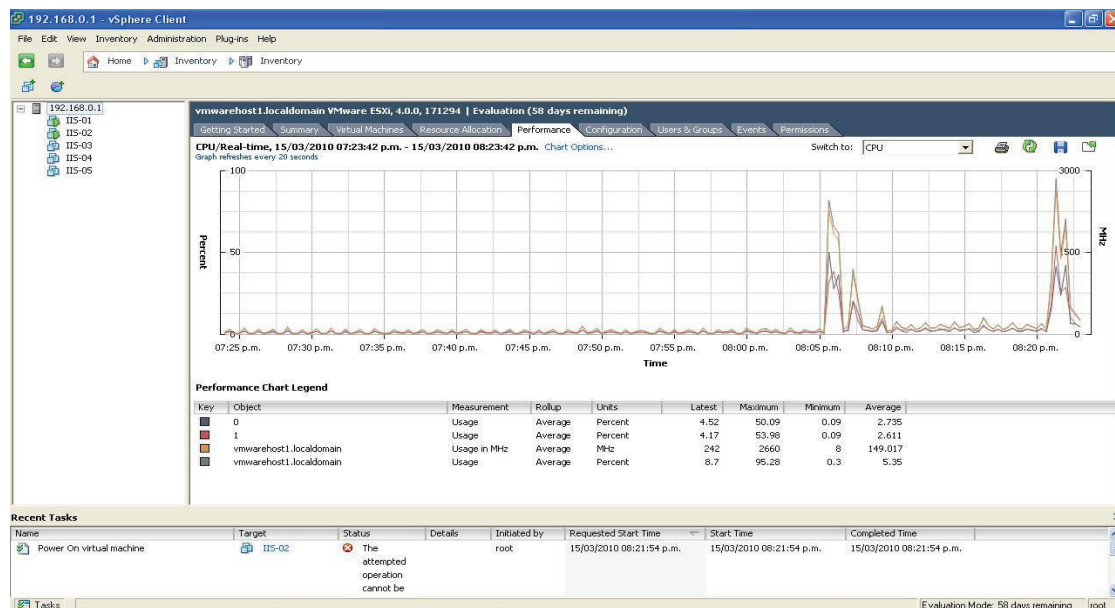 192.168.0.1 - vSphere Client
File Edit View Inventory Administration Plug-ins Help
Home Inventory Inventory
192.168.0.1
IIS-01
IIS-02
IIS-03
IIS-04
IIS-05
vmwarehost1.localdomain VMware ESXi, 4.0.0, 171294 | Evaluation (58 days remaining)
Getting Started Summary Virtual Machines Resource Allocation Performance Configuration Users & Groups Events Permissions
CPU/Real-time, 15/03/2010 07:23:42 p.m. - 15/03/2010 08:23:42 p.m. Chart Options... Switch to: CPU
Graph refreshes every 20 seconds
100 3000
Percent
MHz
50 500
0 0
07:25 p.m. 07:30 p.m. 07:35 p.m. 07:40 p.m. 07:45 p.m. 07:50 p.m. 07:55 p.m. 08:00 p.m. 08:05 p.m. 08:10 p.m. 08:15 p.m. 08:20 p.m.
Time
Performance Chart Legend
Key Object Measurement Rollup Units Latest Maximum Minimum Average
0 Usage Average Percent 4.52 50.09 0.09 2.735
1 Usage Average Percent 4.17 53.98 0.09 2.611
vmwarehost1.localdomain Usage in MHz Average MHz 242 2660 8 149.017
vmwarehost1.localdomain Usage Average Percent 8.7 95.28 0.3 5.35
Recent Tasks
Name Target Status Details Initiated by Requested Start Time Start Time Completed Time
Power On virtual machine IIS-02 The root 15/03/2010 08:21:54 p.m. 15/03/2010 08:21:54 p.m. 15/03/2010 08:21:54 p.m.
attempted
operation
cannot be
Tasks Evaluation Mode: 58 days remaining root